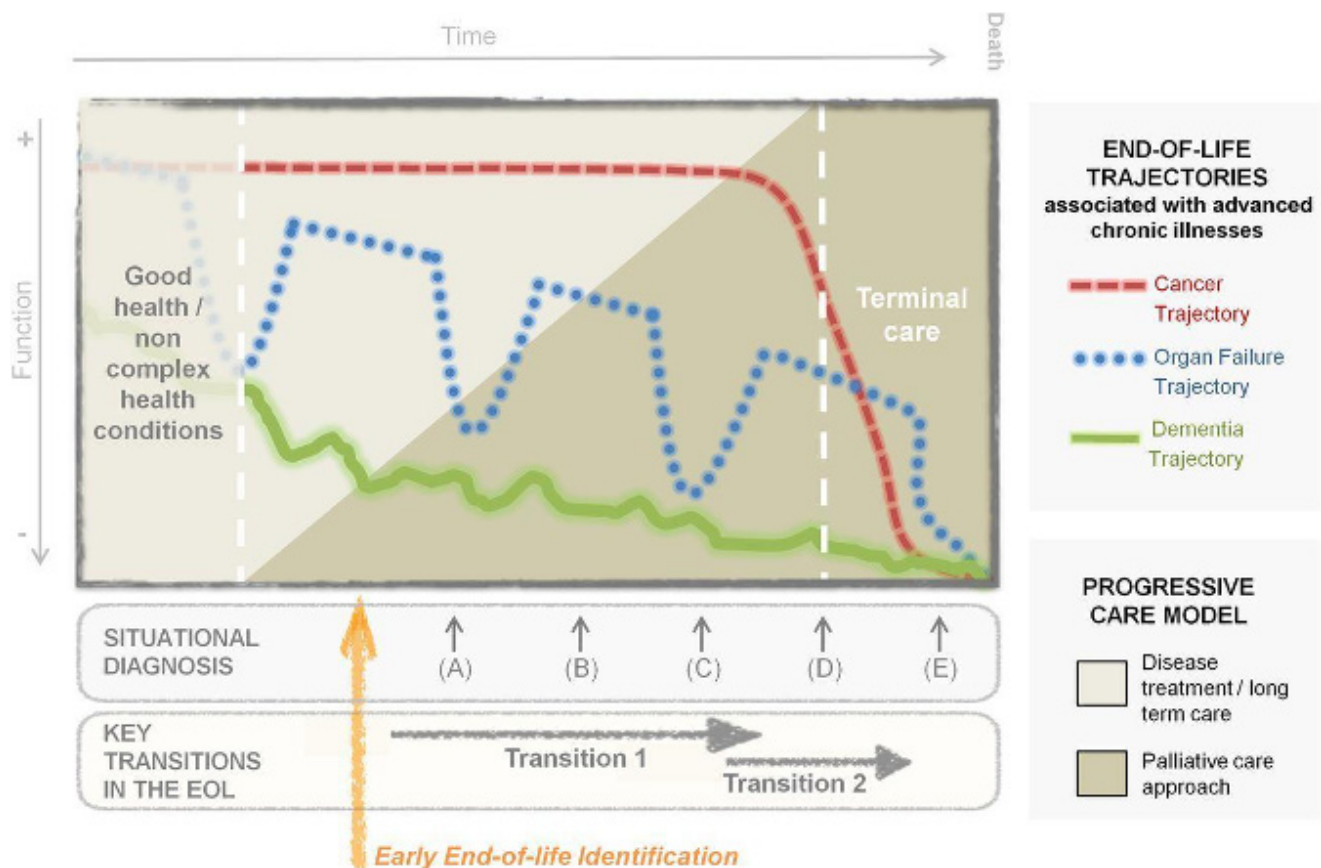 Time
Death
+
Function
-
Good
health /
non
complex
health
conditions
Terminal
care
END-OF-LIFE
TRAJECTORIES
associated with advanced
chronic illnesses
Cancer
Trajectory
Organ Failure
Trajectory
Dementia
Trajectory
SITUATIONAL
DIAGNOSIS
(A)
(B)
(C)
(D)
(E)
KEY
TRANSITIONS
IN THE EOL
Transition 1
Transition 2
Early End-of-life Identification
PROGRESSIVE
CARE MODEL
Disease
treatment / long
term care
Palliative care
approach